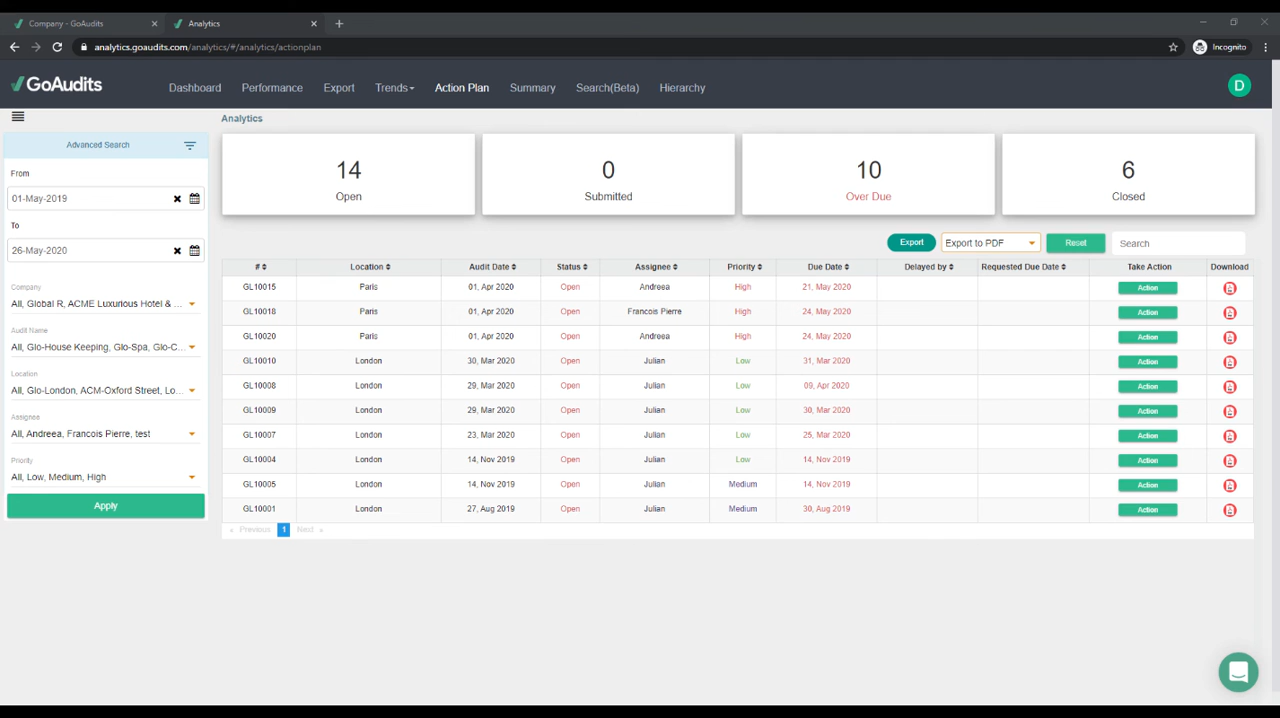 Company - GoAudits
Analytics
analytics.goaudits.com/analytics/#/analytics/actionplan
Incognito
GoAudits
Dashboard Performance Export Trends Action Plan Summary Search(Beta) Hierarchy
D
Advanced Search
From
01-May-2019
To
26-May-2020
Company
All, Global R, ACME Luxurious Hotel & ...
Audit Name
All, Glo-House Keeping, Glo-Spa, Glo-C...
Location
All, Glo-London, ACM-Oxford Street, Lo...
Assignee
All, Andreea, Francois Pierre, test
Priority
All, Low, Medium, High
Apply
Analytics
14 0 10 6
Open Submitted Over Due Closed
Export Export to PDF Reset Search
# Location Audit Date Status Assignee Priority Due Date Delayed by Requested Due Date Take Action Download
GL10015 Paris 01, Apr 2020 Open Andreea High 21, May 2020 Action
GL10018 Paris 01, Apr 2020 Open Francois Pierre High 24, May 2020 Action
GL10020 Paris 01, Apr 2020 Open Andreea High 24, May 2020 Action
GL10010 London 30, Mar 2020 Open Julian Low 31, Mar 2020 Action
GL10008 London 29, Mar 2020 Open Julian Low 09, Apr 2020 Action
GL10009 London 29, Mar 2020 Open Julian Low 30, Mar 2020 Action
GL10007 London 23, Mar 2020 Open Julian Low 25, Mar 2020 Action
GL10004 London 14, Nov 2019 Open Julian Low 14, Nov 2019 Action
GL10005 London 14, Nov 2019 Open Julian Medium 14, Nov 2019 Action
GL10001 London 27, Aug 2019 Open Julian Medium 30, Aug 2019 Action
« Previous 1 Next »